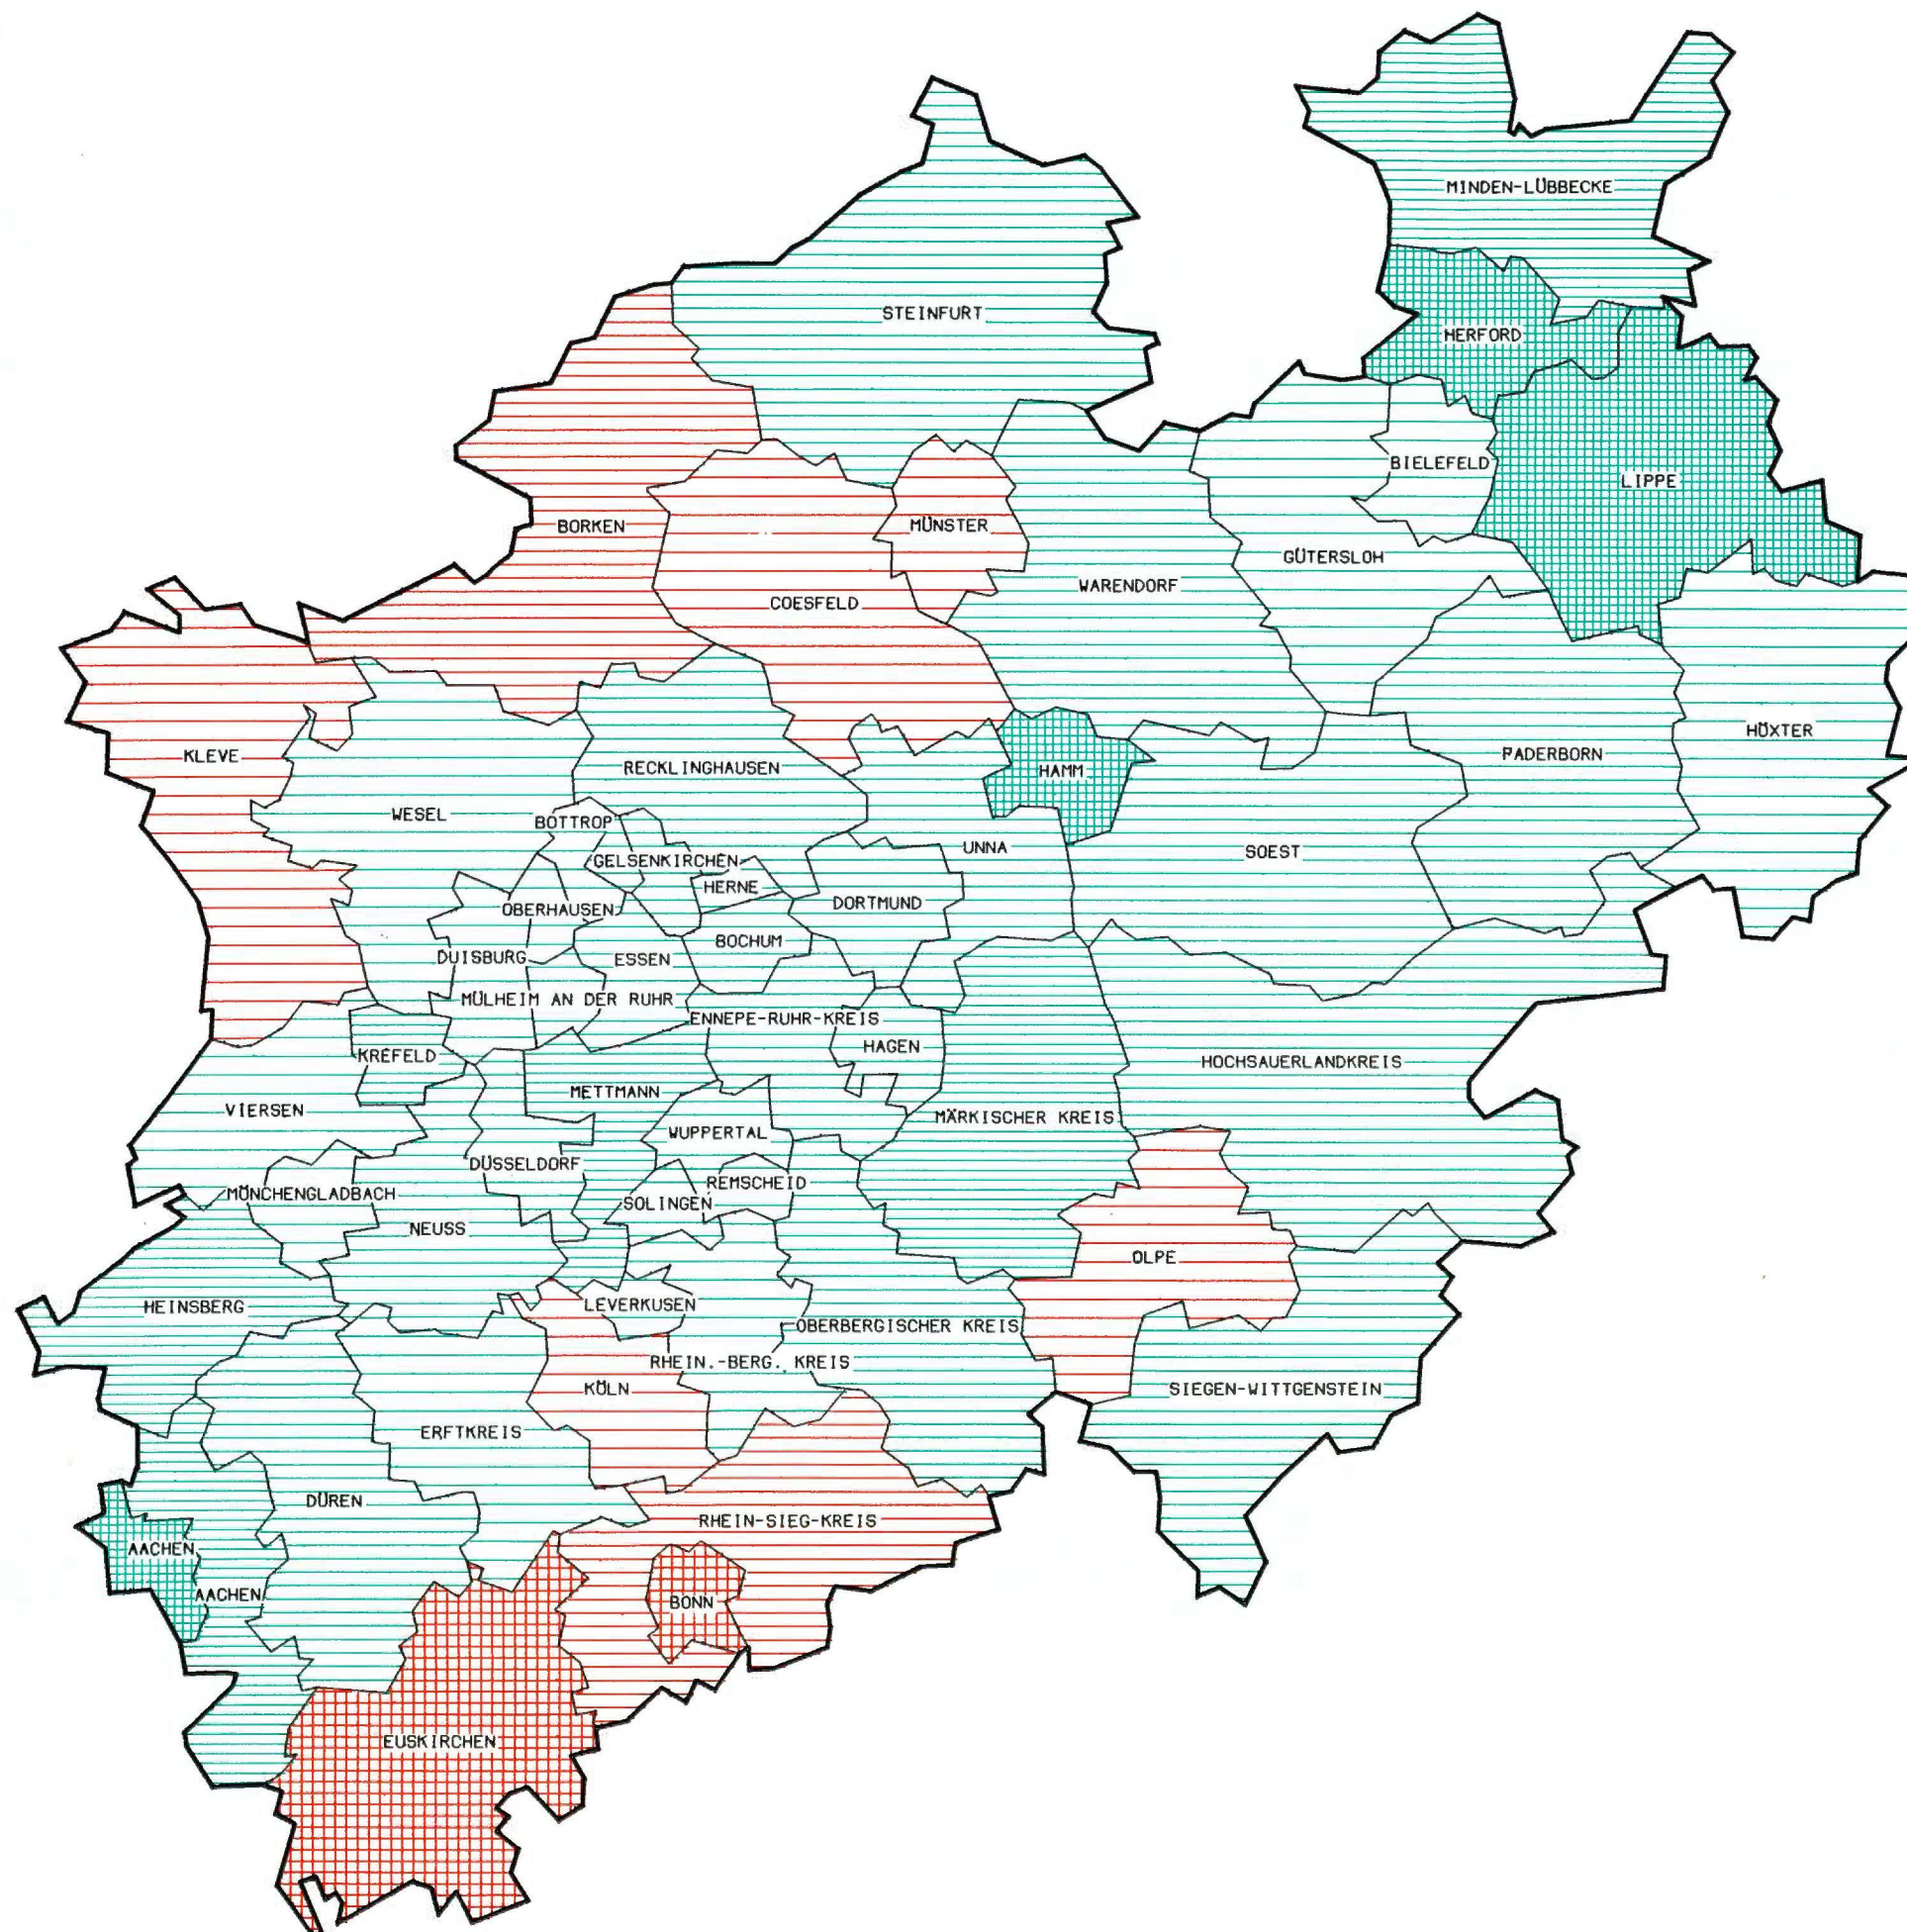 MINDEN-LÜBBECKE
STEINFURT
HERFORD
BIELEFELD
LIPPE
BORKEN
MÜNSTER
GÜTERSLOH
WARENDORF
COESFELD
HÖXTER
KLEVE
PADERBORN
RECKLINGHAUSEN
HAMM
WESEL
BOTTROP
UNNA
SOEST
GELSENKIRCHEN
HERNE
DORTMUND
OBERHAUSEN
BOCHUM
DUISBURG
ESSEN
MÜLHEIM AN DER RUHR
ENNEPE-RUHR-KREIS
HAGEN
KREFELD
HOCHSAUERLANDKREIS
METTMANN
VIERSEN
MÄRKISCHER KREIS
WUPPERTAL
DÜSSELDORF
REMSCHEID
MÖNCHENGLADBACH
SOLINGEN
NEUSS
OLPE
HEINSBERG
LEVERKUSEN
OBERBERGISCHER KREIS
RHEIN.-BERG. KREIS
KÖLN
SIEGEN-WITTGENSTEIN
ERFTKREIS
DÜREN
RHEIN-SIEG-KREIS
AACHEN
AACHEN
BONN
EUSKIRCHEN